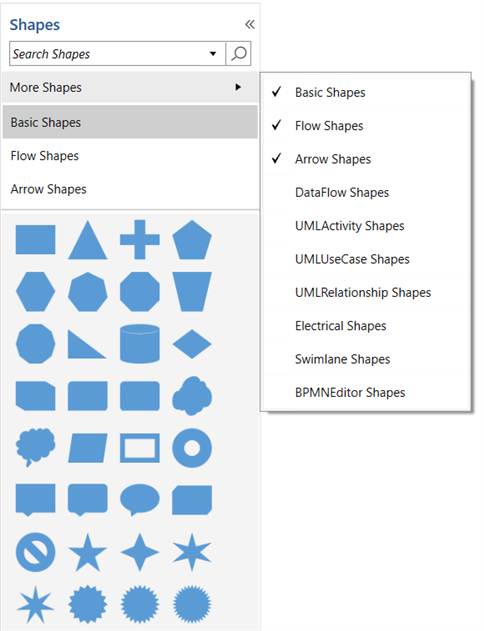 Shapes
Search Shapes
More Shapes
Basic Shapes
Flow Shapes
Arrow Shapes
Basic Shapes
Flow Shapes
Arrow Shapes
DataFlow Shapes
UMLActivity Shapes
UMLUseCase Shapes
UMLRelationship Shapes
Electrical Shapes
Swimlane Shapes
BPMNEditor Shapes